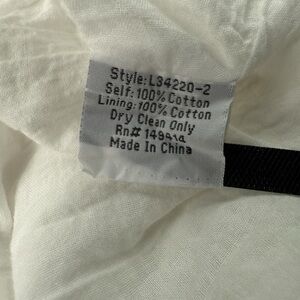 Style:L34220-2
Self:100% Cotton
Lining:100% Cotton
Dry Clean Only
Rn#
Made In China